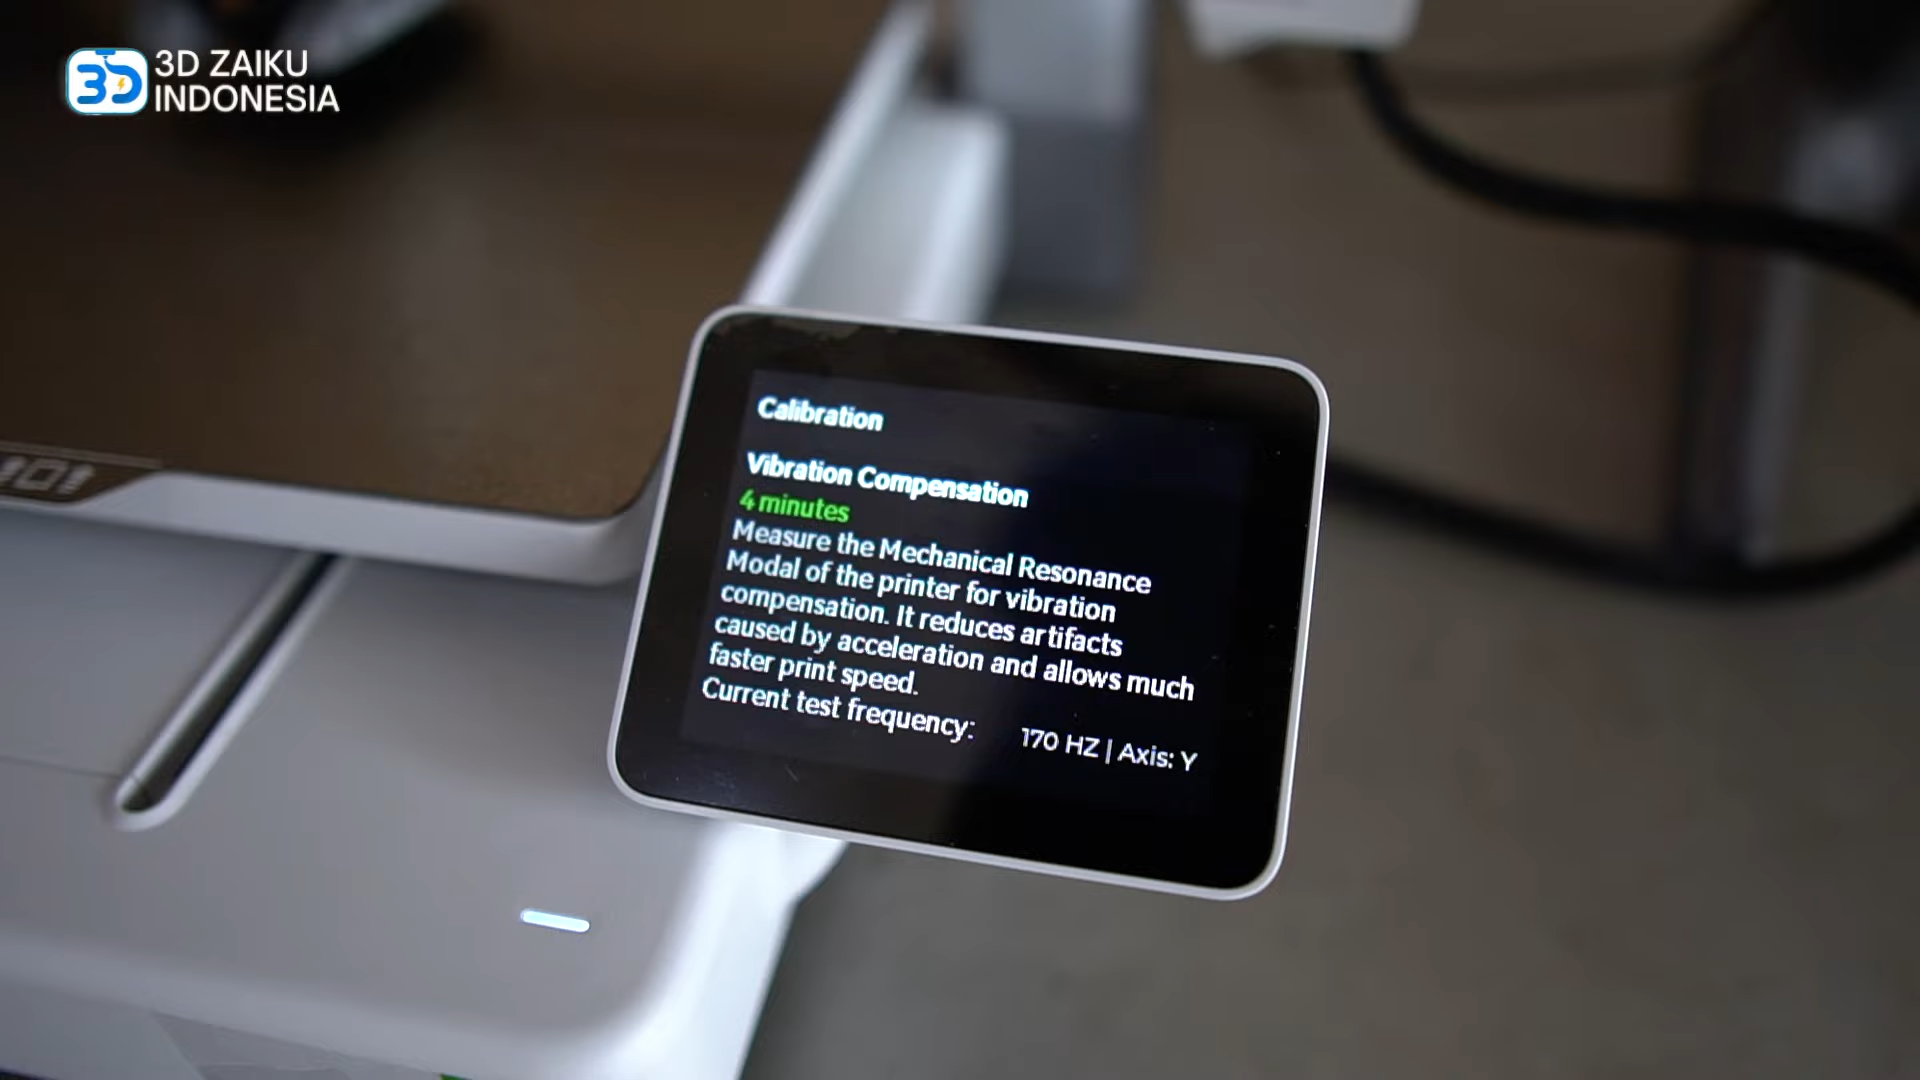 3D ZAIKU
INDONESIA
Calibration
Vibration Compensation
4 minutes
Measure the Mechanical Resonance
Modal of the printer for vibration
compensation. It reduces artifacts
caused by acceleration and allows much
faster print speed.
Current test frequency:
170 HZ | Axis: Y